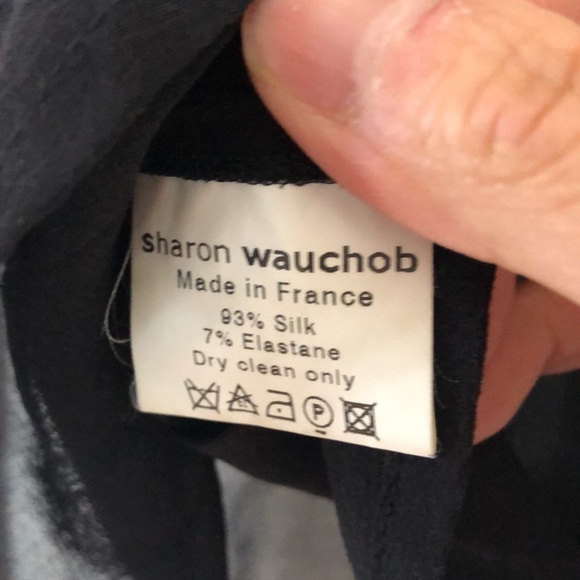 sharon wauchob
Made in France
93% Silk
7% Elastane
Dry clean only
P